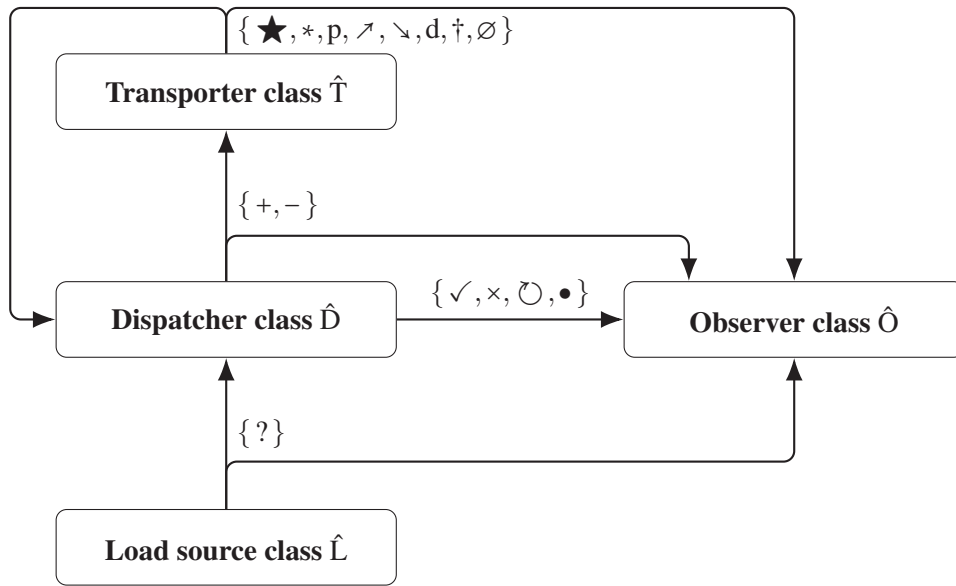 { ★, *, p, ↗, ↘, d, †, ∅ }
Transporter class T̂
{ +, − }
{ ✓, ×, ↻, • }
Dispatcher class D̂
Observer class Ô
{ ? }
Load source class L̂